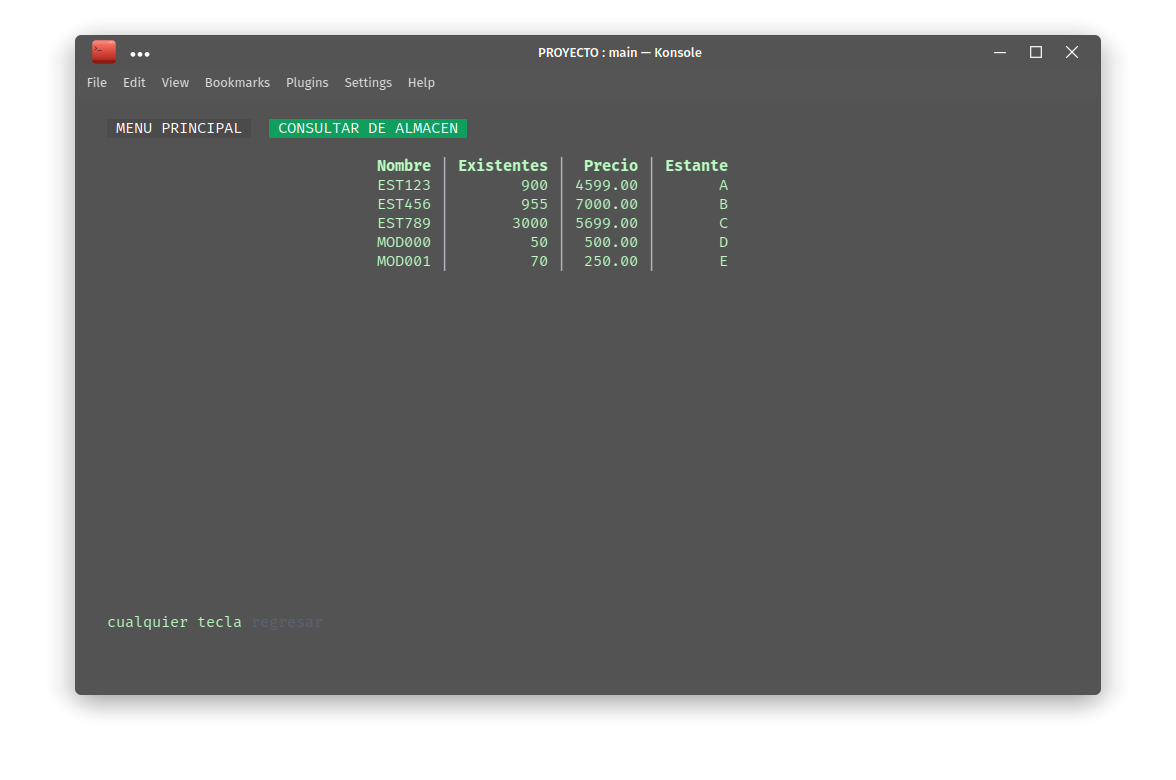 PROYECTO : main — Konsole
File Edit View Bookmarks Plugins Settings Help
MENU PRINCIPAL CONSULTAR DE ALMACEN
Nombre Existentes Precio Estante
EST123 900 4599.00 A
EST456 955 7000.00 B
EST789 3000 5699.00 C
MOD000 50 500.00 D
MOD001 70 250.00 E
cualquier tecla regresar